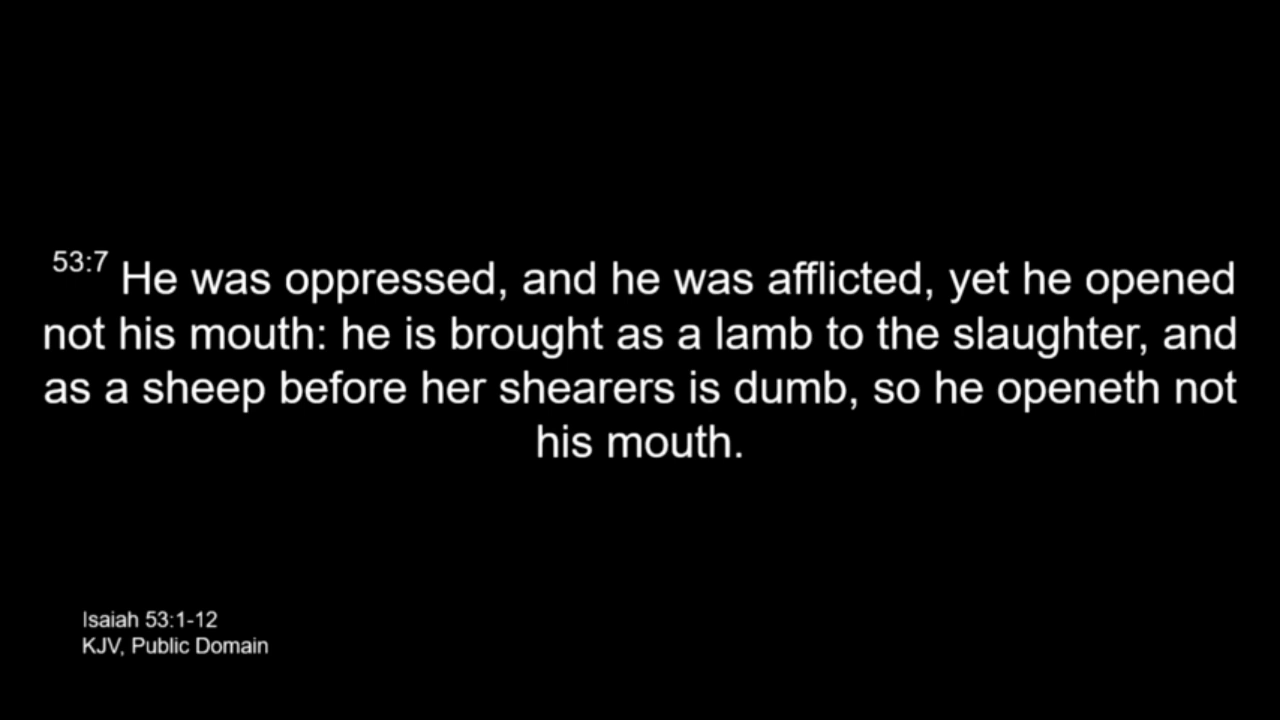 53:7 He was oppressed, and he was afflicted, yet he opened
not his mouth: he is brought as a lamb to the slaughter, and
as a sheep before her shearers is dumb, so he openeth not
his mouth.
Isaiah 53:1-12
KJV, Public Domain